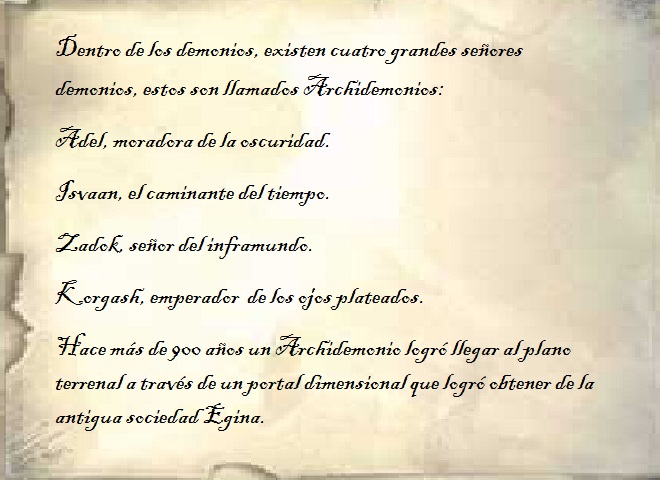 Dentro de los demonios, existen cuatro grandes señores
demonios, estos son llamados Archidemonios:
Adel, moradora de la oscuridad.
Isvaan, el caminante del tiempo.
Zadok, señor del inframundo.
Korgash, emperador de los ojos plateados.
Hace más de 900 años un Archidemonio logró llegar al plano
terrenal a través de un portal dimensional que logró obtener de la
antigua sociedad Egina.